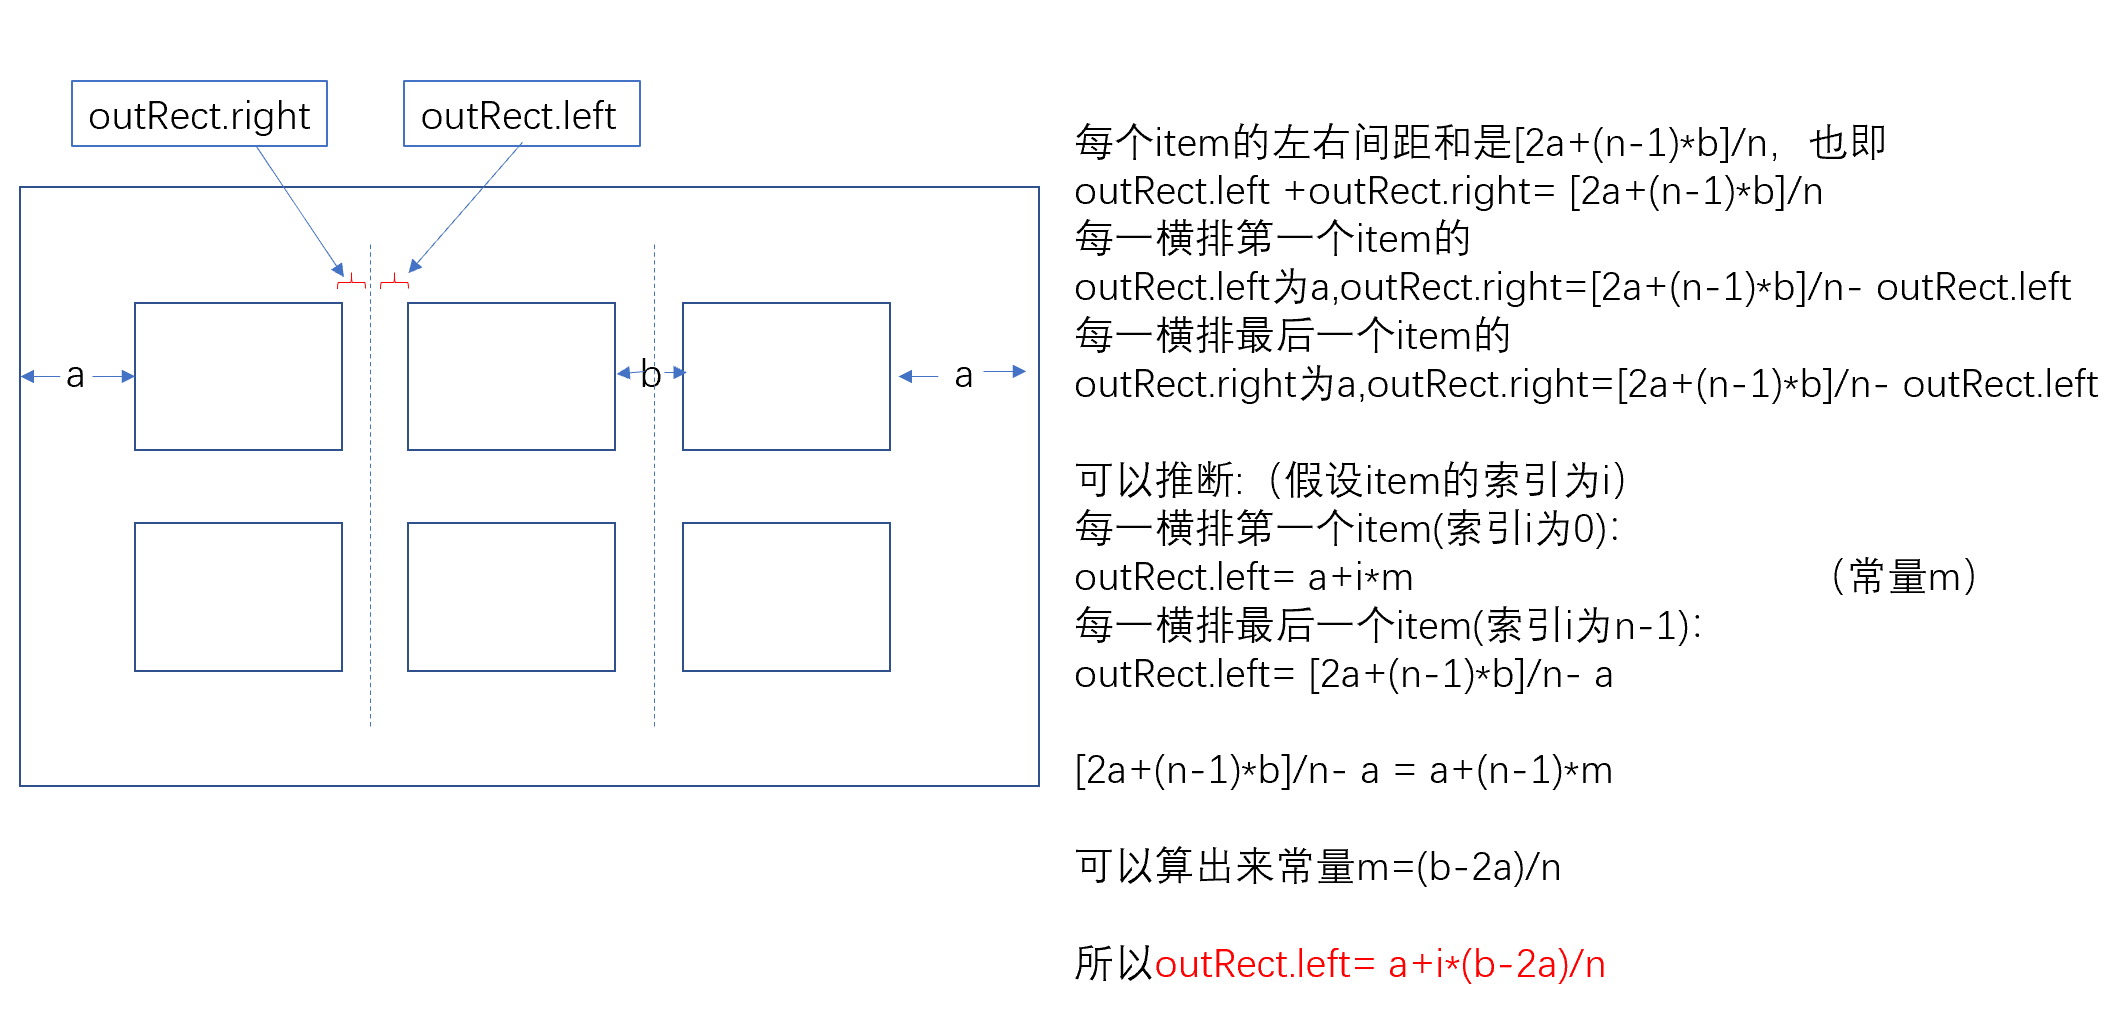 outRect.right
outRect.left
a
b
a
每个item的左右间距和是[2a+(n-1)*b]/n，也即
outRect.left +outRect.right= [2a+(n-1)*b]/n
每一横排第一个item的
outRect.left为a,outRect.right=[2a+(n-1)*b]/n- outRect.left
每一横排最后一个item的
outRect.right为a,outRect.right=[2a+(n-1)*b]/n- outRect.left
可以推断:（假设item的索引为i）
每一横排第一个item(索引i为0)：
outRect.left= a+i*m （常量m）
每一横排最后一个item(索引i为n-1)：
outRect.left= [2a+(n-1)*b]/n- a
[2a+(n-1)*b]/n- a = a+(n-1)*m
可以算出来常量m=(b-2a)/n
所以outRect.left= a+i*(b-2a)/n